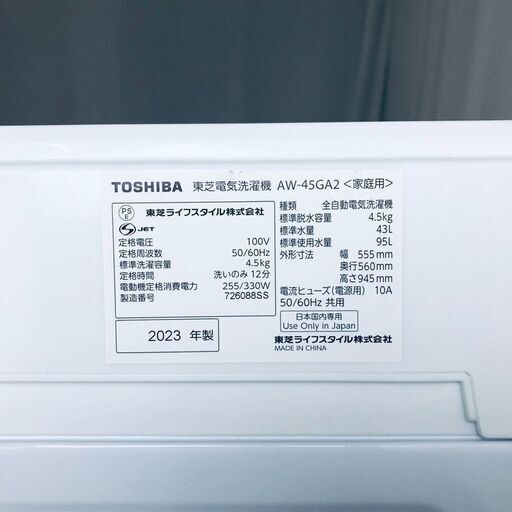 TOSHIBA 東芝電気洗濯機 AW-45GA2 <家庭用>
PS
E
東芝ライフスタイル株式会社
JET
定格電圧 100V
定格周波数 50/60Hz
標準洗濯容量 4.5kg
定格時間 洗いのみ 12分
電動機定格消費電力 255/330W
製造番号 726088SS
2023 年製
種類 全自動電気洗濯機
標準脱水容量 4.5kg
標準水量 43L
標準使用水量 95L
外形寸法 幅 555mm
奥行560mm
高さ945mm
電流ヒューズ(電源用) 10A
50/60Hz 共用
日本国内専用
Use Only in Japan
東芝ライフスタイル株式会社
MADE IN CHINA